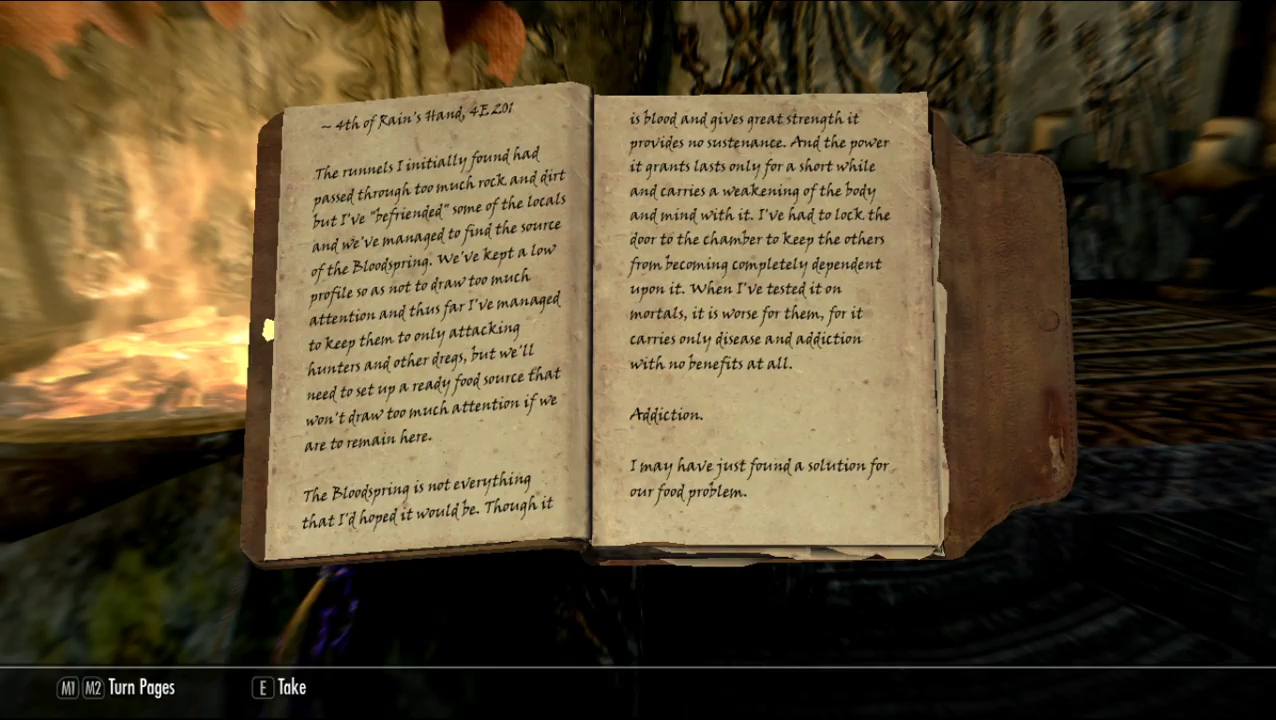 ~ 4th of Rain's Hand, 4E 201
The runnels I initially found had
passed through too much rock and dirt
but I've "befriended" some of the locals
and we've managed to find the source
of the Bloodspring. We've kept a low
profile so as not to draw too much
attention and thus far I've managed
to keep them to only attacking
hunters and other dregs, but we'll
need to set up a ready food source that
won't draw too much attention if we
are to remain here.
The Bloodspring is not everything
that I'd hoped it would be. Though it
is blood and gives great strength it
provides no sustenance. And the power
it grants lasts only for a short while
and carries a weakening of the body
and mind with it. I've had to lock the
door to the chamber to keep the others
from becoming completely dependent
upon it. When I've tested it on
mortals, it is worse for them, for it
carries only disease and addiction
with no benefits at all.
Addiction.
I may have just found a solution for
our food problem.
M1 M2 Turn Pages E Take